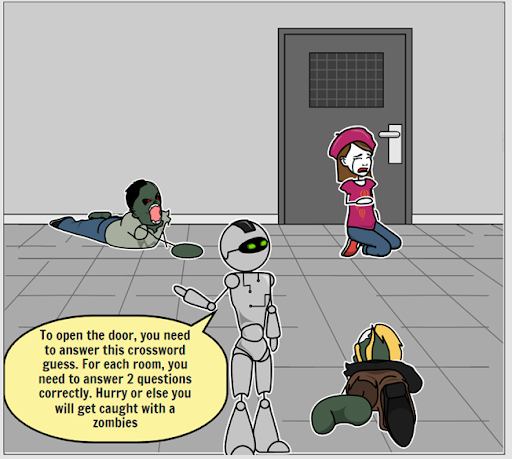 To open the door, you need
to answer this crossword
guess. For each room, you
need to answer 2 questions
correctly. Hurry or else you
will get caught with a
zombies